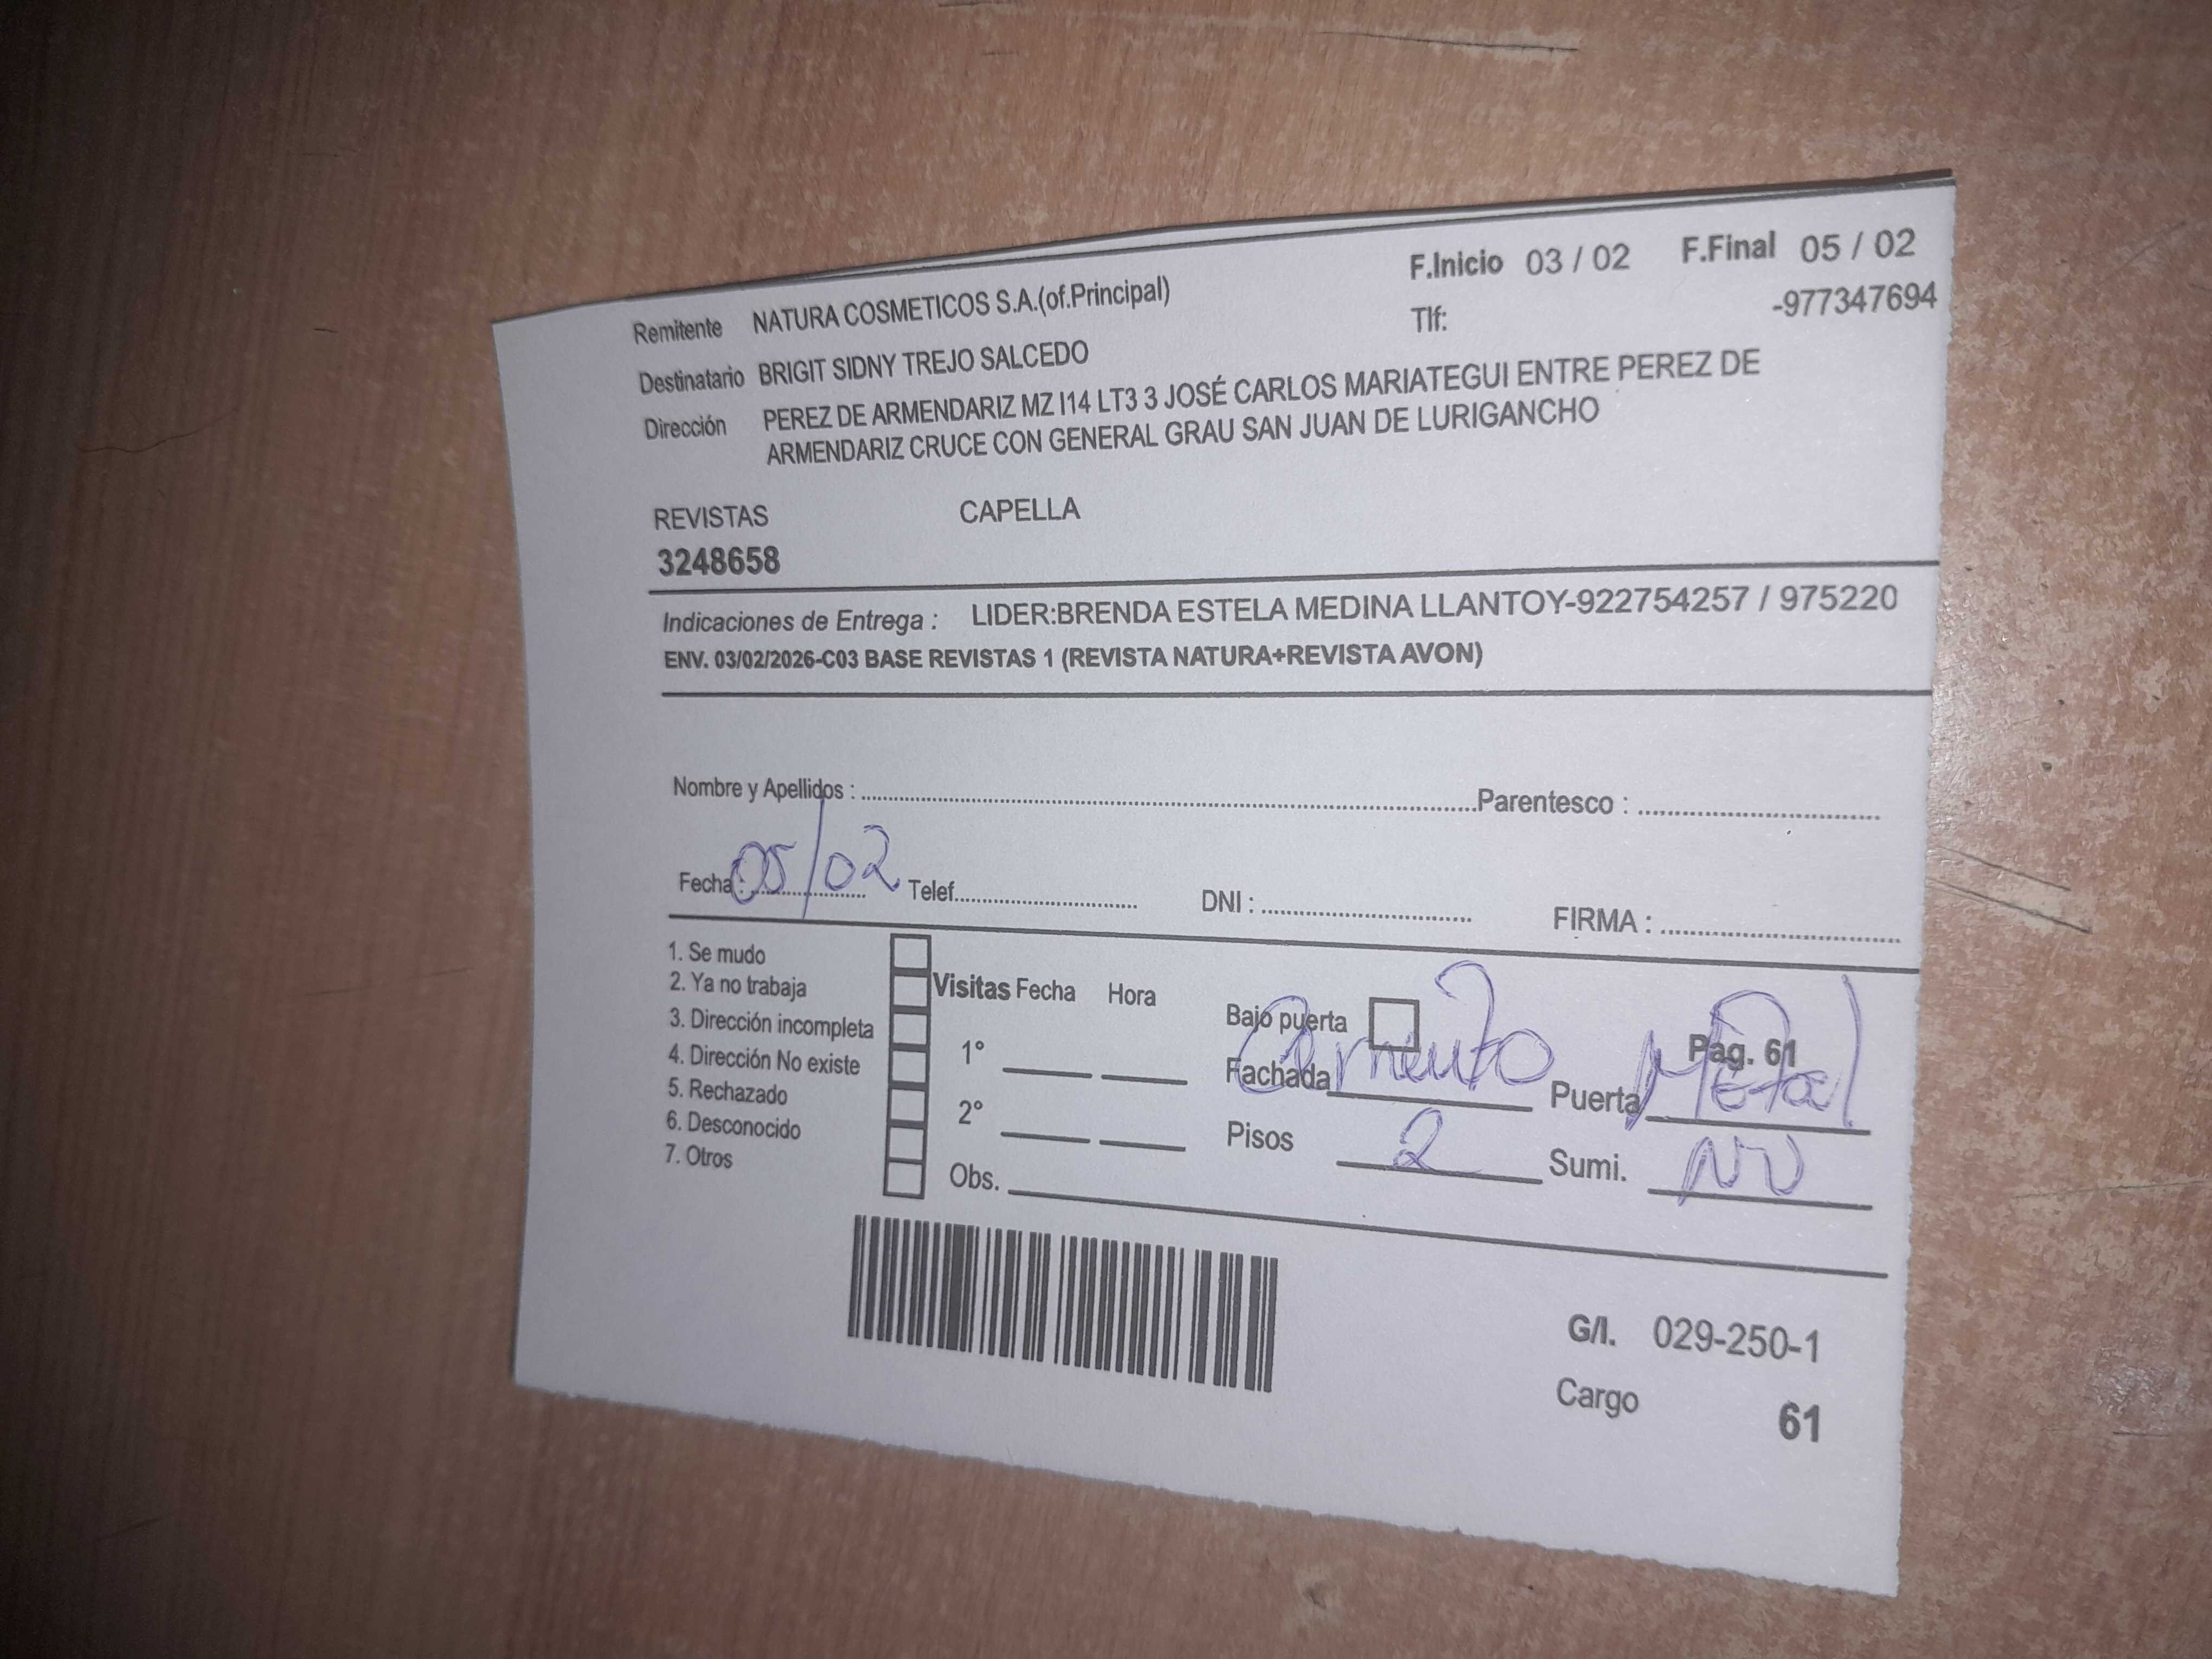 Remitente NATURA COSMETICOS S.A.(of.Principal) F.Inicio 03 / 02 F.Final 05 / 02
Destinatario BRIGIT SIDNY TREJO SALCEDO Tlf: -977347694
Dirección PEREZ DE ARMENDARIZ MZ I14 LT3 3 JOSÉ CARLOS MARIATEGUI ENTRE PEREZ DE
ARMENDARIZ CRUCE CON GENERAL GRAU SAN JUAN DE LURIGANCHO
REVISTAS CAPELLA
3248658
Indicaciones de Entrega : LIDER:BRENDA ESTELA MEDINA LLANTOY-922754257 / 975220
ENV. 03/02/2026-C03 BASE REVISTAS 1 (REVISTA NATURA+REVISTA AVON)
Nombre y Apellidos : Parentesco :
Fecha : 05/02 Telef. DNI : FIRMA :
1. Se mudo
2. Ya no trabaja
3. Dirección incompleta
4. Dirección No existe
5. Rechazado
6. Desconocido
7. Otros
Visitas Fecha Hora
1°
2°
Obs.
Bajo puerta Pag. 61
Fachada Cemento Puerta Metal
Pisos 2 Sumi. NO
G/I. 029-250-1
Cargo 61